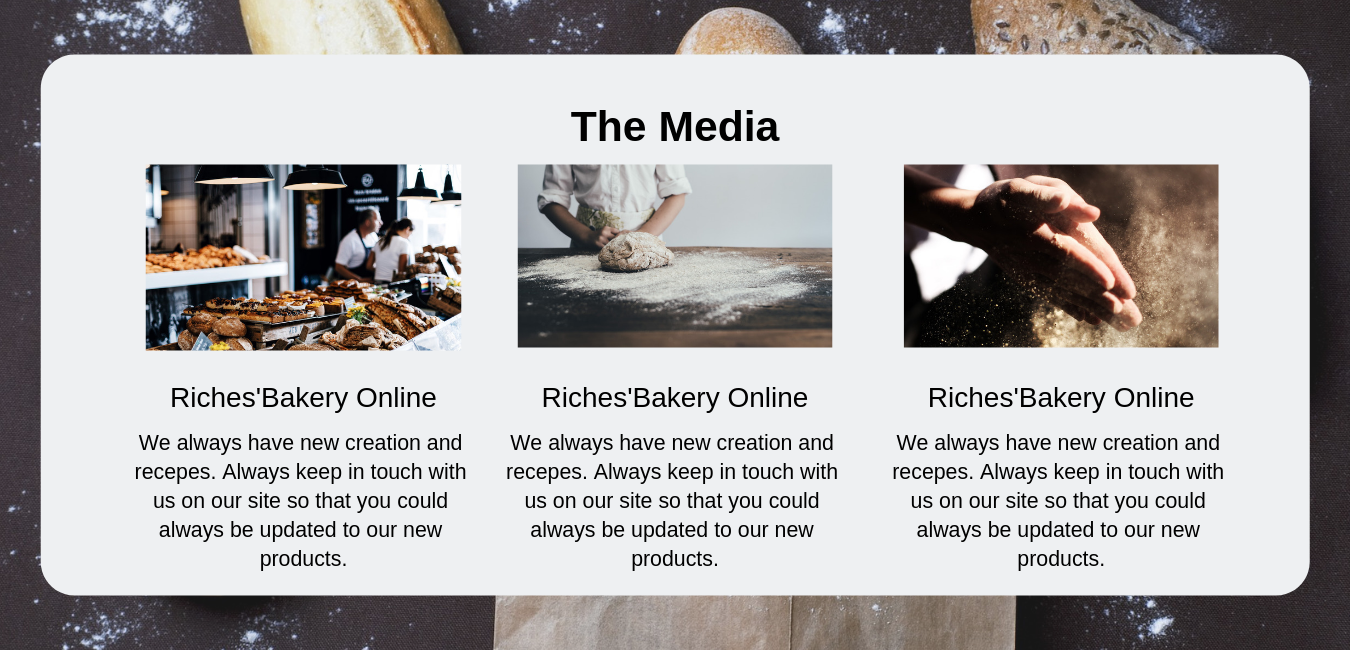 The Media
Riches'Bakery Online
We always have new creation and
recepes. Always keep in touch with
us on our site so that you could
always be updated to our new
products.
Riches'Bakery Online
We always have new creation and
recepes. Always keep in touch with
us on our site so that you could
always be updated to our new
products.
Riches'Bakery Online
We always have new creation and
recepes. Always keep in touch with
us on our site so that you could
always be updated to our new
products.